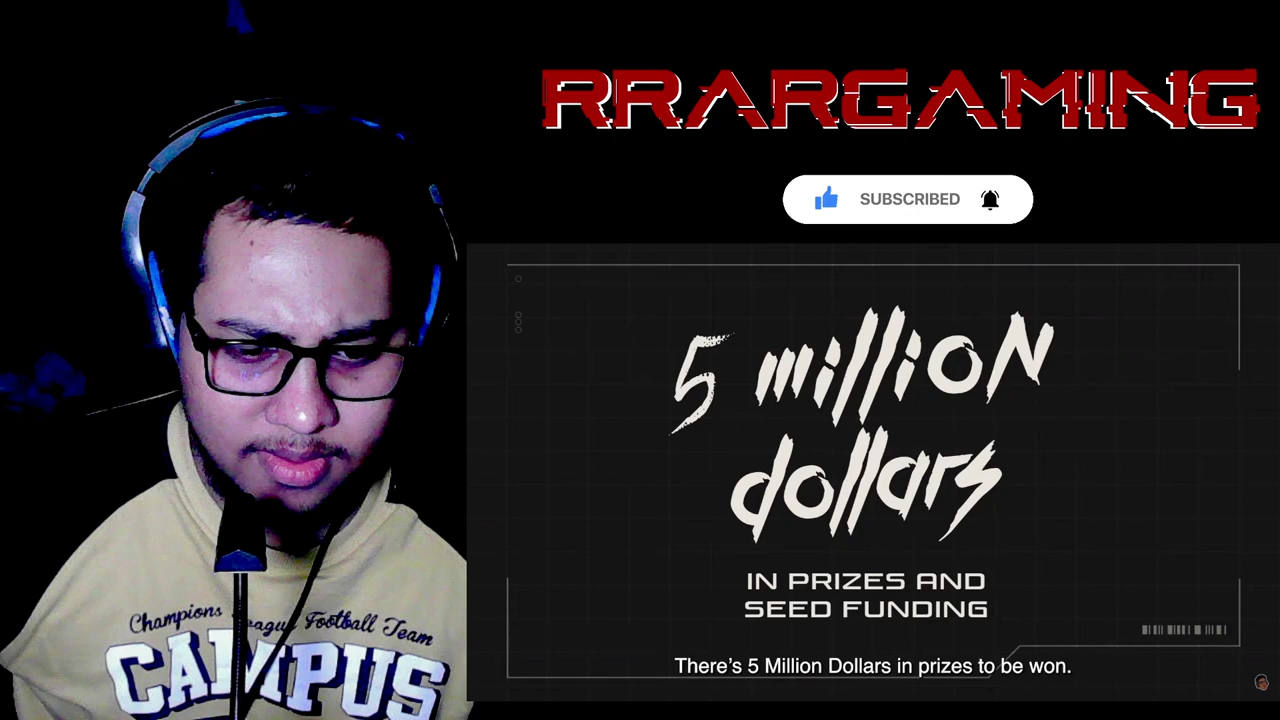 RRARGAMING
SUBSCRIBED
5 million
dollars
IN PRIZES AND
SEED FUNDING
There's 5 Million Dollars in prizes to be won.
Champions League Football Team
CAMPUS